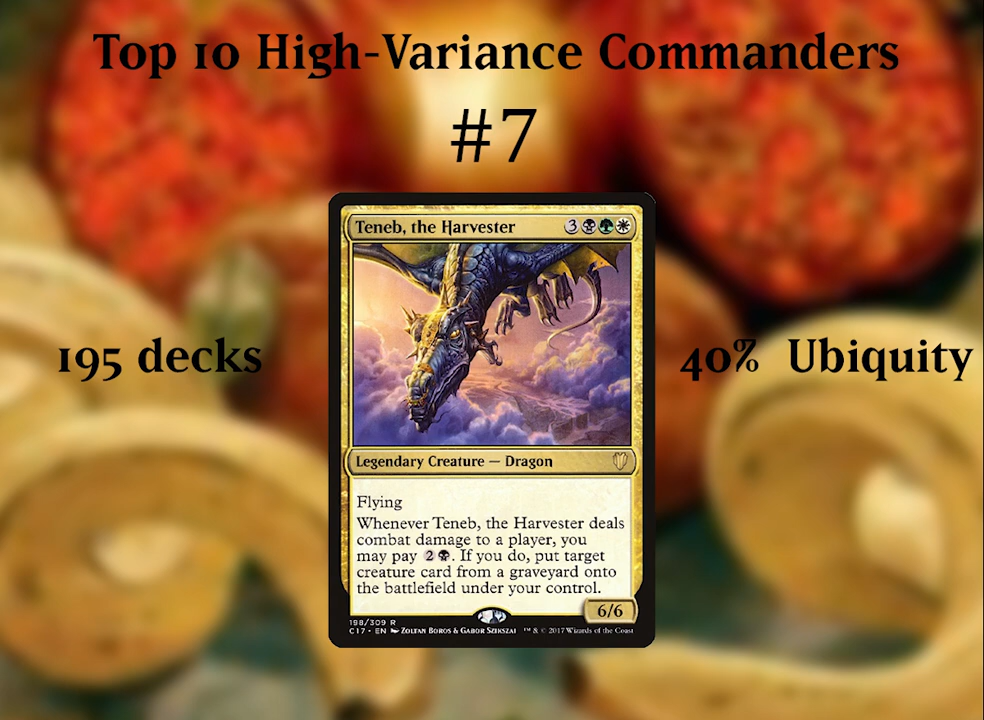 Top 10 High-Variance Commanders
#7
Teneb, the Harvester 3
195 decks
40% Ubiquity
Legendary Creature — Dragon
Flying
Whenever Teneb, the Harvester deals
combat damage to a player, you
may pay 2. If you do, put target
creature card from a graveyard onto
the battlefield under your control.
6/6
198/309 R
C17 • EN Zoltan Boros & Gabor Szikszai ™ & © 2017 Wizards of the Coast